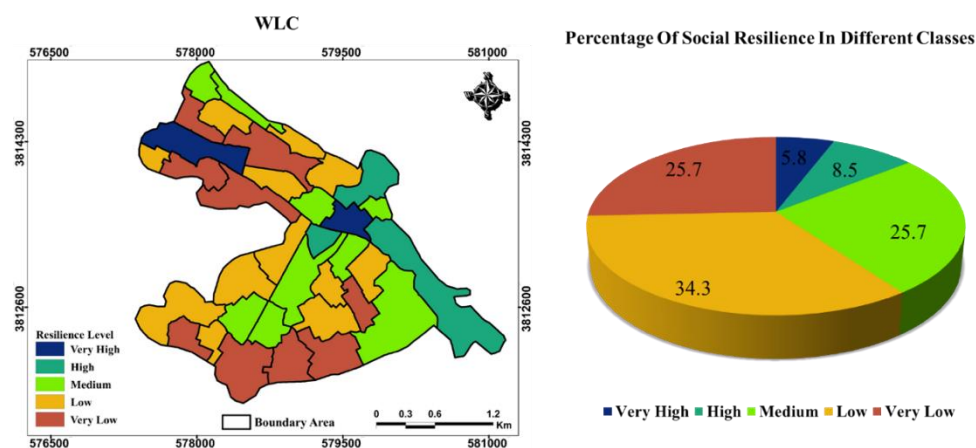 WLC
576500 578000 579500 581000
3814300
3812600
3814300
3812600
Resilience Level
Very High
High
Medium
Low
Very Low
Boundary Area
0 0.3 0.6 1.2
Km
576500 578000 579500 581000
Percentage Of Social Resilience In Different Classes
5.8
8.5
25.7
25.7
34.3
Very High High Medium Low Very Low